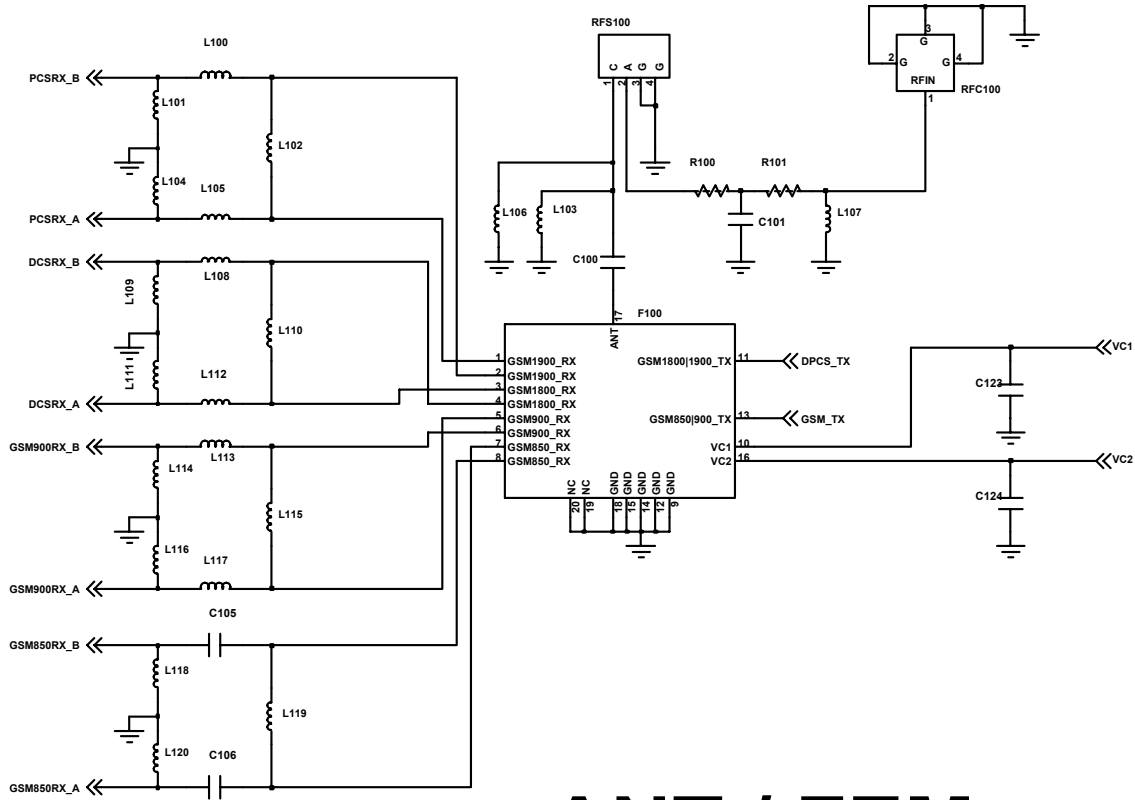 RFS100
C
A
G
G
1
2
3
4
3
G
2
G
G
4
RFIN
RFC100
1
L100
PCSRX_B
L101
L102
L104
L105
PCSRX_A
R100
R101
L106
L103
C101
L107
DCSRX_B
L108
L109
C100
L110
L111
L112
DCSRX_A
17
F100
ANT
1
GSM1900_RX
2
GSM1900_RX
3
GSM1800_RX
4
GSM1800_RX
5
GSM900_RX
6
GSM900_RX
7
GSM850_RX
8
GSM850_RX
GSM1800|1900_TX
11
DPCS_TX
GSM850|900_TX
13
GSM_TX
VC1
10
VC2
16
VC1
C123
VC2
C124
NC
NC
GND
GND
GND
GND
GND
20
19
18
15
14
12
9
GSM900RX_B
L113
L114
L115
L116
L117
GSM900RX_A
C105
GSM850RX_B
L118
L119
L120
C106
GSM850RX_A